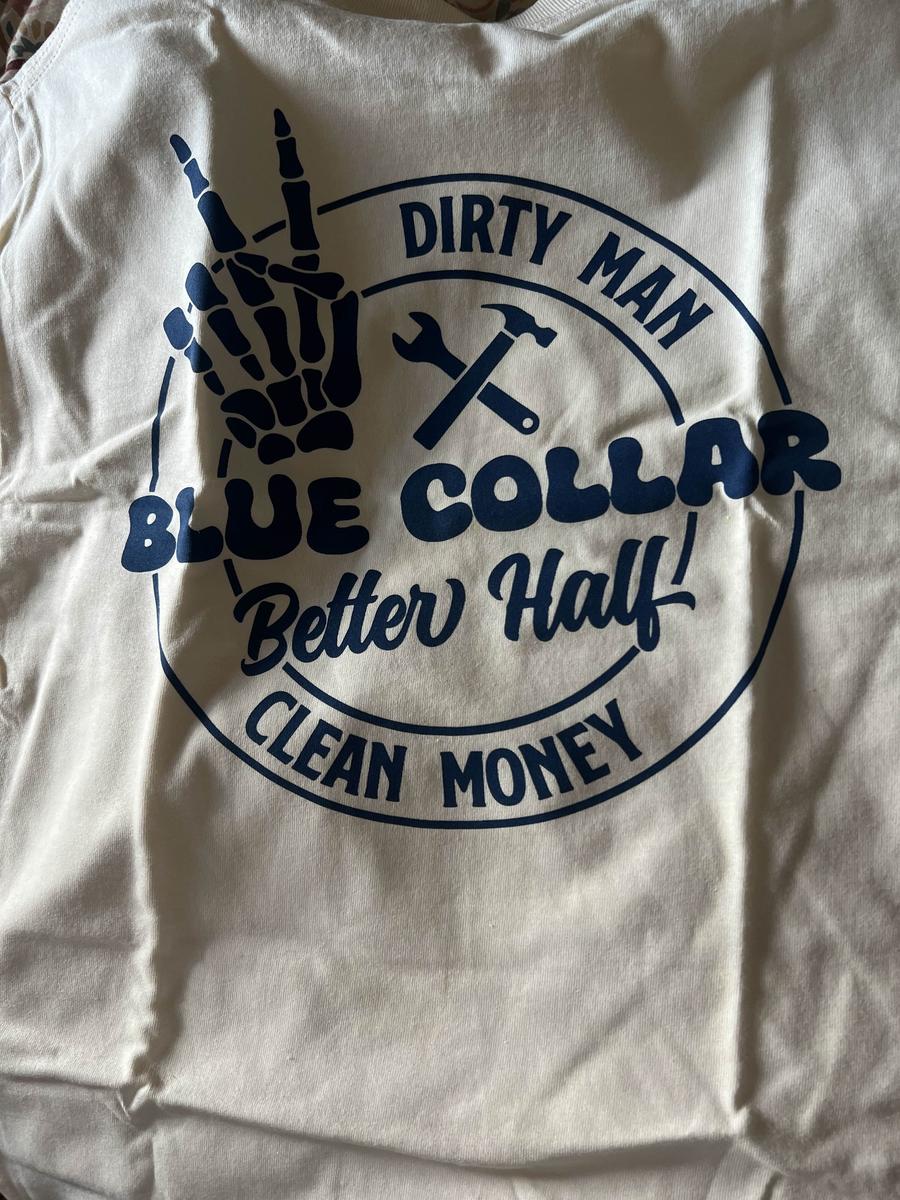 DIRTY MAN
BLUE COLLAR
Better Half
CLEAN MONEY